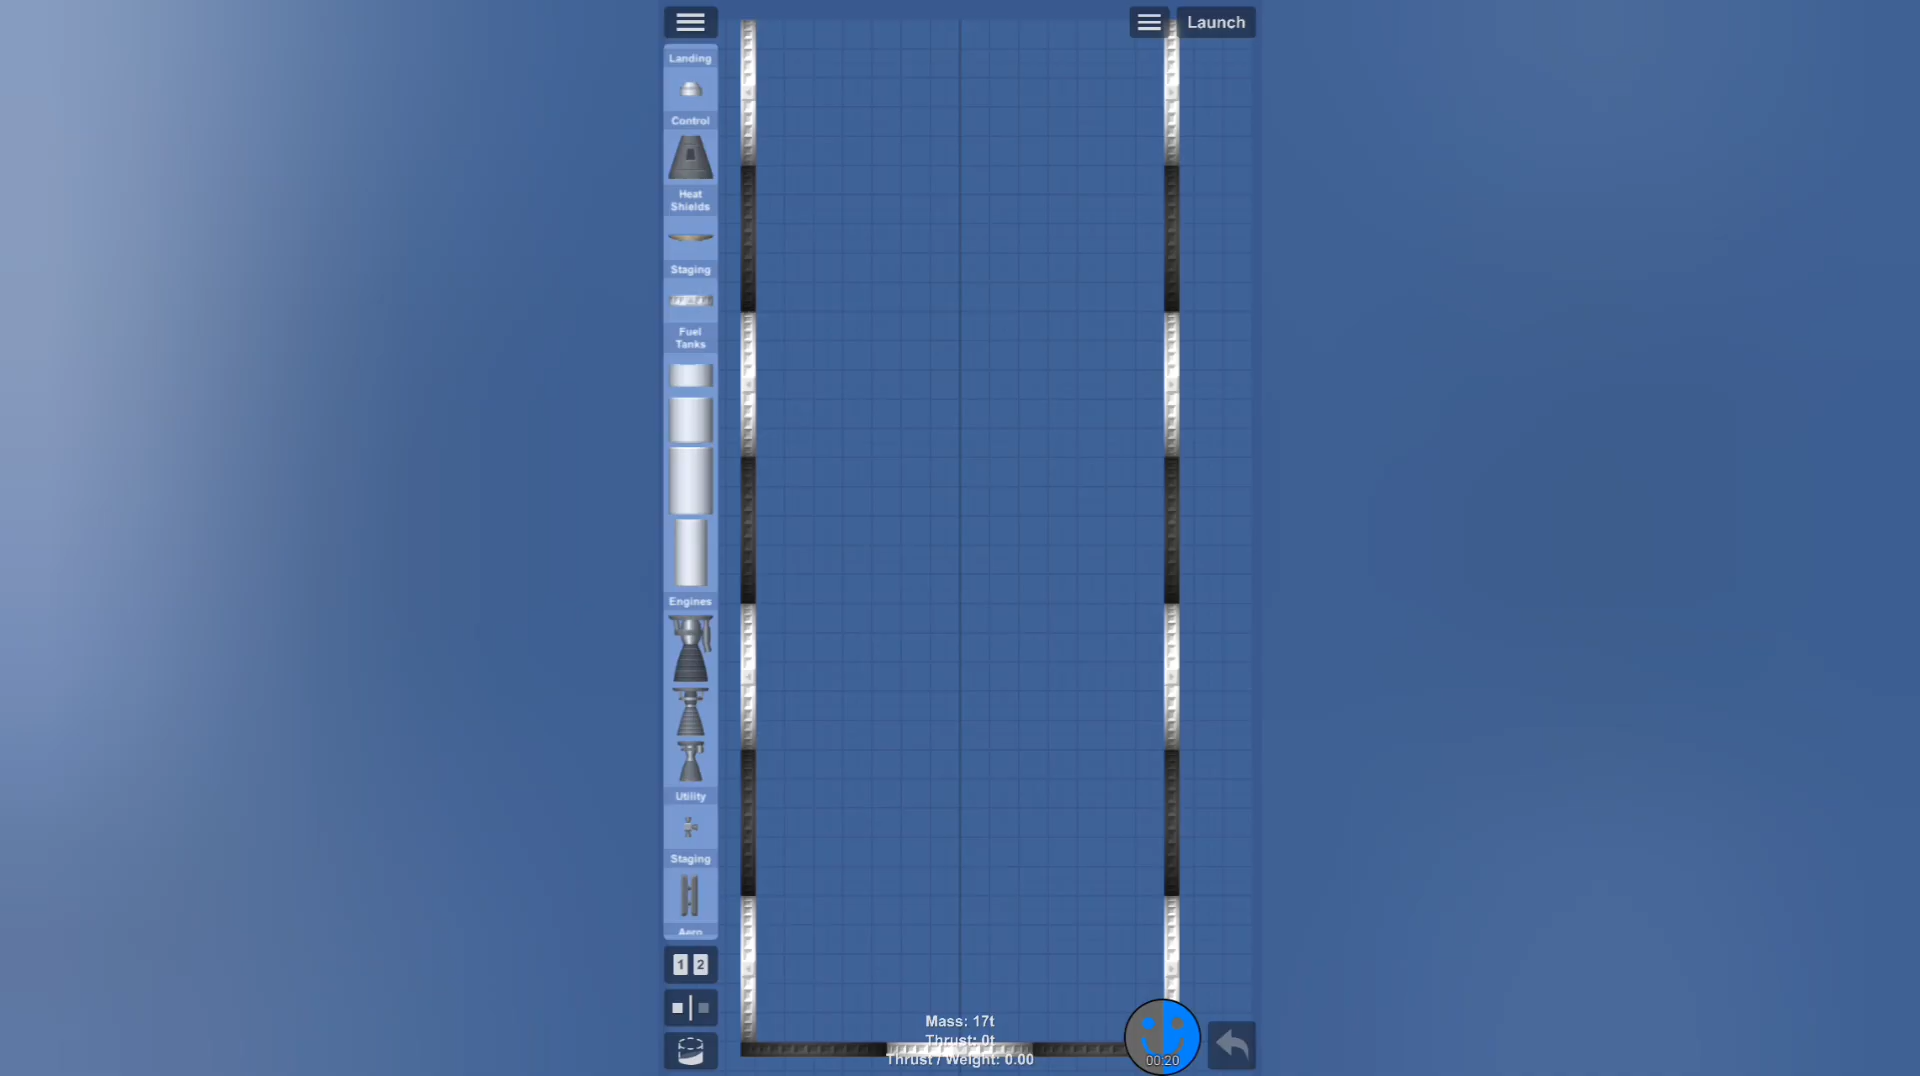 Launch
Landing
Control
Heat
Shields
Staging
Fuel
Tanks
Engines
Utility
Staging
Aero
1 2
Mass: 17t
Thrust: 0t
Thrust / Weight: 0.00
00:20